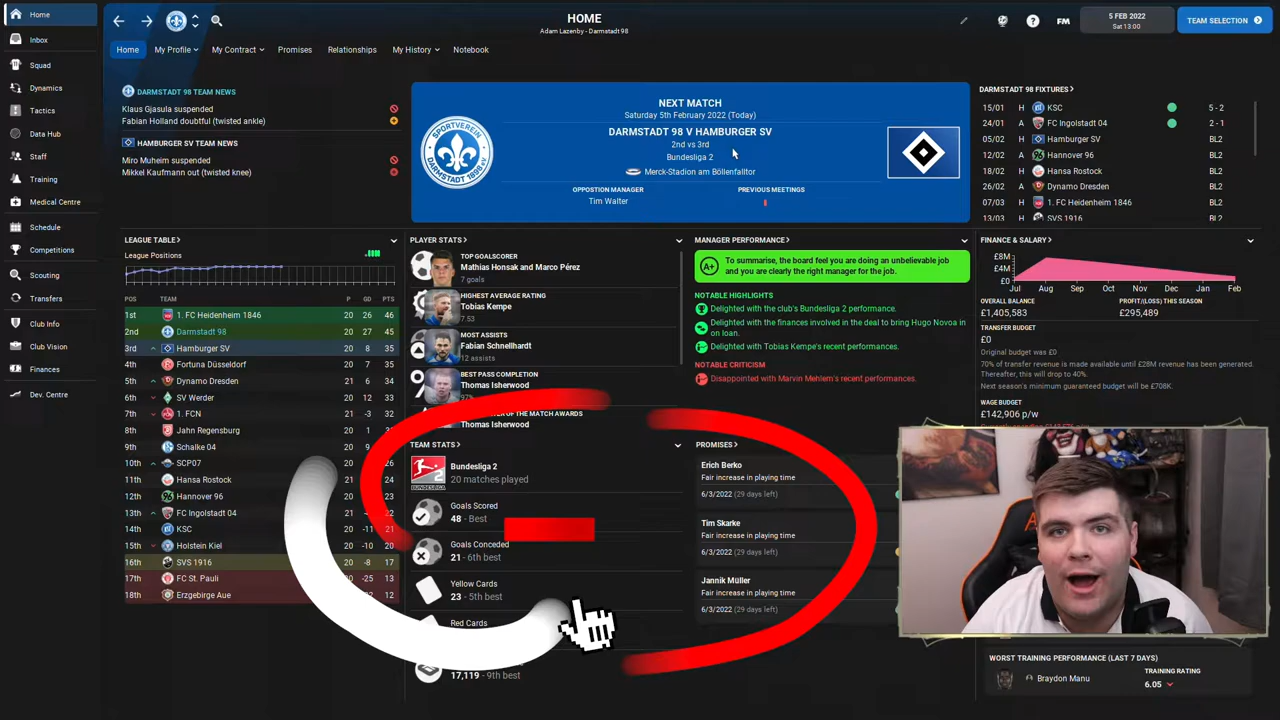 Home
HOME
Adam Lazenby - Darmstadt 98
FM
5 FEB 2022
Sat 13:00
TEAM SELECTION
Home
My Profile
My Contract
Promises
Relationships
My History
Notebook
Inbox
Squad
Dynamics
Tactics
Data Hub
Staff
Training
Medical Centre
Schedule
Competitions
Scouting
Transfers
Club Info
Club Vision
Finances
Dev. Centre
DARMSTADT 98 TEAM NEWS
Klaus Gjasula suspended
Fabian Holland doubtful (twisted ankle)
HAMBURGER SV TEAM NEWS
Miro Muheim suspended
Mikkel Kaufmann out (twisted knee)
NEXT MATCH
Saturday 5th February 2022 (Today)
DARMSTADT 98 V HAMBURGER SV
2nd vs 3rd
Bundesliga 2
Merck-Stadion am Böllenfalltor
OPPOSTION MANAGER
Tim Walter
PREVIOUS MEETINGS
DARMSTADT 98 FIXTURES
15/01 H KSC 5 - 2
24/01 A FC Ingolstadt 04 2 - 1
05/02 H Hamburger SV BL2
12/02 A Hannover 96 BL2
18/02 H Hansa Rostock BL2
26/02 A Dynamo Dresden BL2
07/03 H 1. FC Heidenheim 1846 BL2
13/03 H SVS 1916 BL2
LEAGUE TABLE
League Positions
POS TEAM P GD PTS
1st 1. FC Heidenheim 1846 20 26 46
2nd Darmstadt 98 20 27 45
3rd Hamburger SV 20 8 35
4th Fortuna Düsseldorf 20 7 35
5th Dynamo Dresden 21 6 34
6th SV Werder 20 12 33
7th 1. FCN 21 -3 32
8th Jahn Regensburg 20 1
9th Schalke 04 20
10th SCP07 20 26
11th Hansa Rostock 20
12th Hannover 96 20 23
13th FC Ingolstadt 04 21
14th KSC 20 -11 21
15th Holstein Kiel 20 -10 20
16th SVS 1916 20 -8 17
17th FC St. Pauli 20 -25 13
18th Erzgebirge Aue 20 12
PLAYER STATS
TOP GOALSCORER
Mathias Honsak and Marco Pérez
7 goals
HIGHEST AVERAGE RATING
Tobias Kempe
7.53
MOST ASSISTS
Fabian Schnellhardt
12 assists
BEST PASS COMPLETION
Thomas Isherwood
97%
OF THE MATCH AWARDS
Thomas Isherwood
TEAM STATS
Bundesliga 2
20 matches played
Goals Scored
48 - Best
Goals Conceded
21 - 6th best
Yellow Cards
23 - 5th best
Red Cards
17,119 - 9th best
MANAGER PERFORMANCE
A+
To summarise, the board feel you are doing an unbelievable job
and you are clearly the right manager for the job.
NOTABLE HIGHLIGHTS
Delighted with the club's Bundesliga 2 performance.
Delighted with the finances involved in the deal to bring Hugo Novoa in
on loan.
Delighted with Tobias Kempe's recent performances.
NOTABLE CRITICISM
Disappointed with Marvin Mehlem's recent performances.
PROMISES
Erich Berko
Fair increase in playing time
6/3/2022 (29 days left)
Tim Skarke
Fair increase in playing time
6/3/2022 (29 days left)
Jannik Müller
Fair increase in playing time
6/3/2022 (29 days left)
FINANCE & SALARY
£8M
£4M
£0
Jul Aug Sep Oct Nov Dec Jan Feb
OVERALL BALANCE
£1,405,583
PROFIT/(LOSS) THIS SEASON
£295,489
TRANSFER BUDGET
£0
Original budget was £0
70% of transfer revenue is made available until £28M revenue has been generated.
Thereafter, this will drop to 40%.
Next season's minimum guaranteed budget will be £708K.
WAGE BUDGET
£142,906 p/w
WORST TRAINING PERFORMANCE (LAST 7 DAYS)
Braydon Manu
TRAINING RATING
6.05